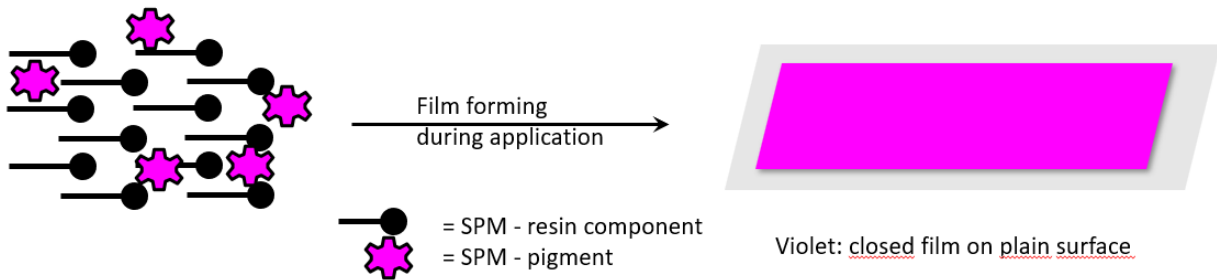 Film forming
during application
= SPM - resin component
= SPM - pigment
Violet: closed film on plain surface